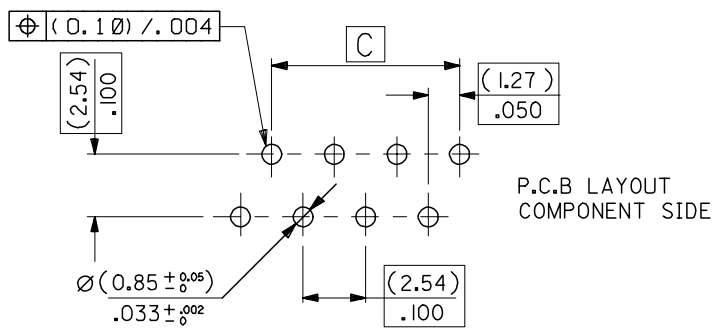 ⌖ (0.10)/.004
C
(2.54)
.100
(1.27)
.050
P.C.B LAYOUT
COMPONENT SIDE
Ø(0.85 ± 0.05 0)
.033 ± .002 0
(2.54)
.100